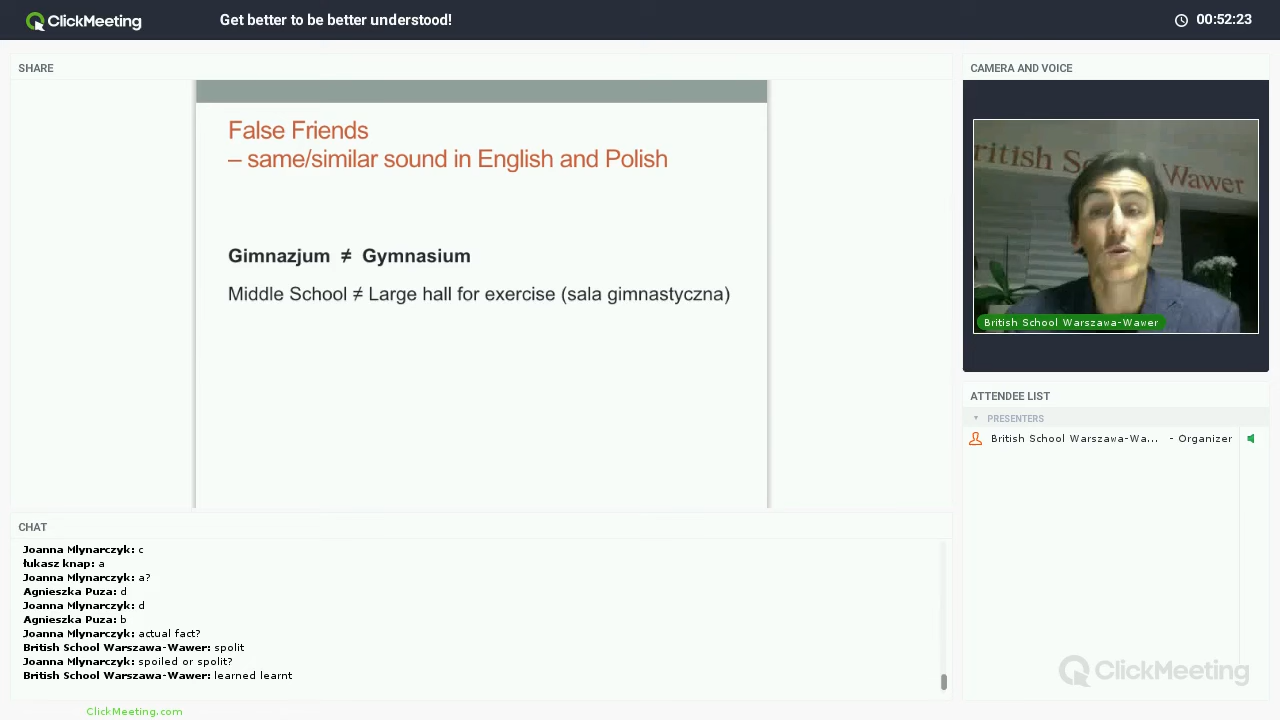 ClickMeeting
Get better to be better understood!
00:52:23
SHARE
False Friends
– same/similar sound in English and Polish
Gimnazjum ≠ Gymnasium
Middle School ≠ Large hall for exercise (sala gimnastyczna)
CAMERA AND VOICE
British School Wawer
British School Warszawa-Wawer
ATTENDEE LIST
PRESENTERS
British School Warszawa-Wa... - Organizer
CHAT
Joanna Mlynarczyk: c
łukasz knap: a
Joanna Mlynarczyk: a?
Agnieszka Puza: d
Joanna Mlynarczyk: d
Agnieszka Puza: b
Joanna Mlynarczyk: actual fact?
British School Warszawa-Wawer: spolit
Joanna Mlynarczyk: spoiled or spolit?
British School Warszawa-Wawer: learned learnt
ClickMeeting
ClickMeeting.com